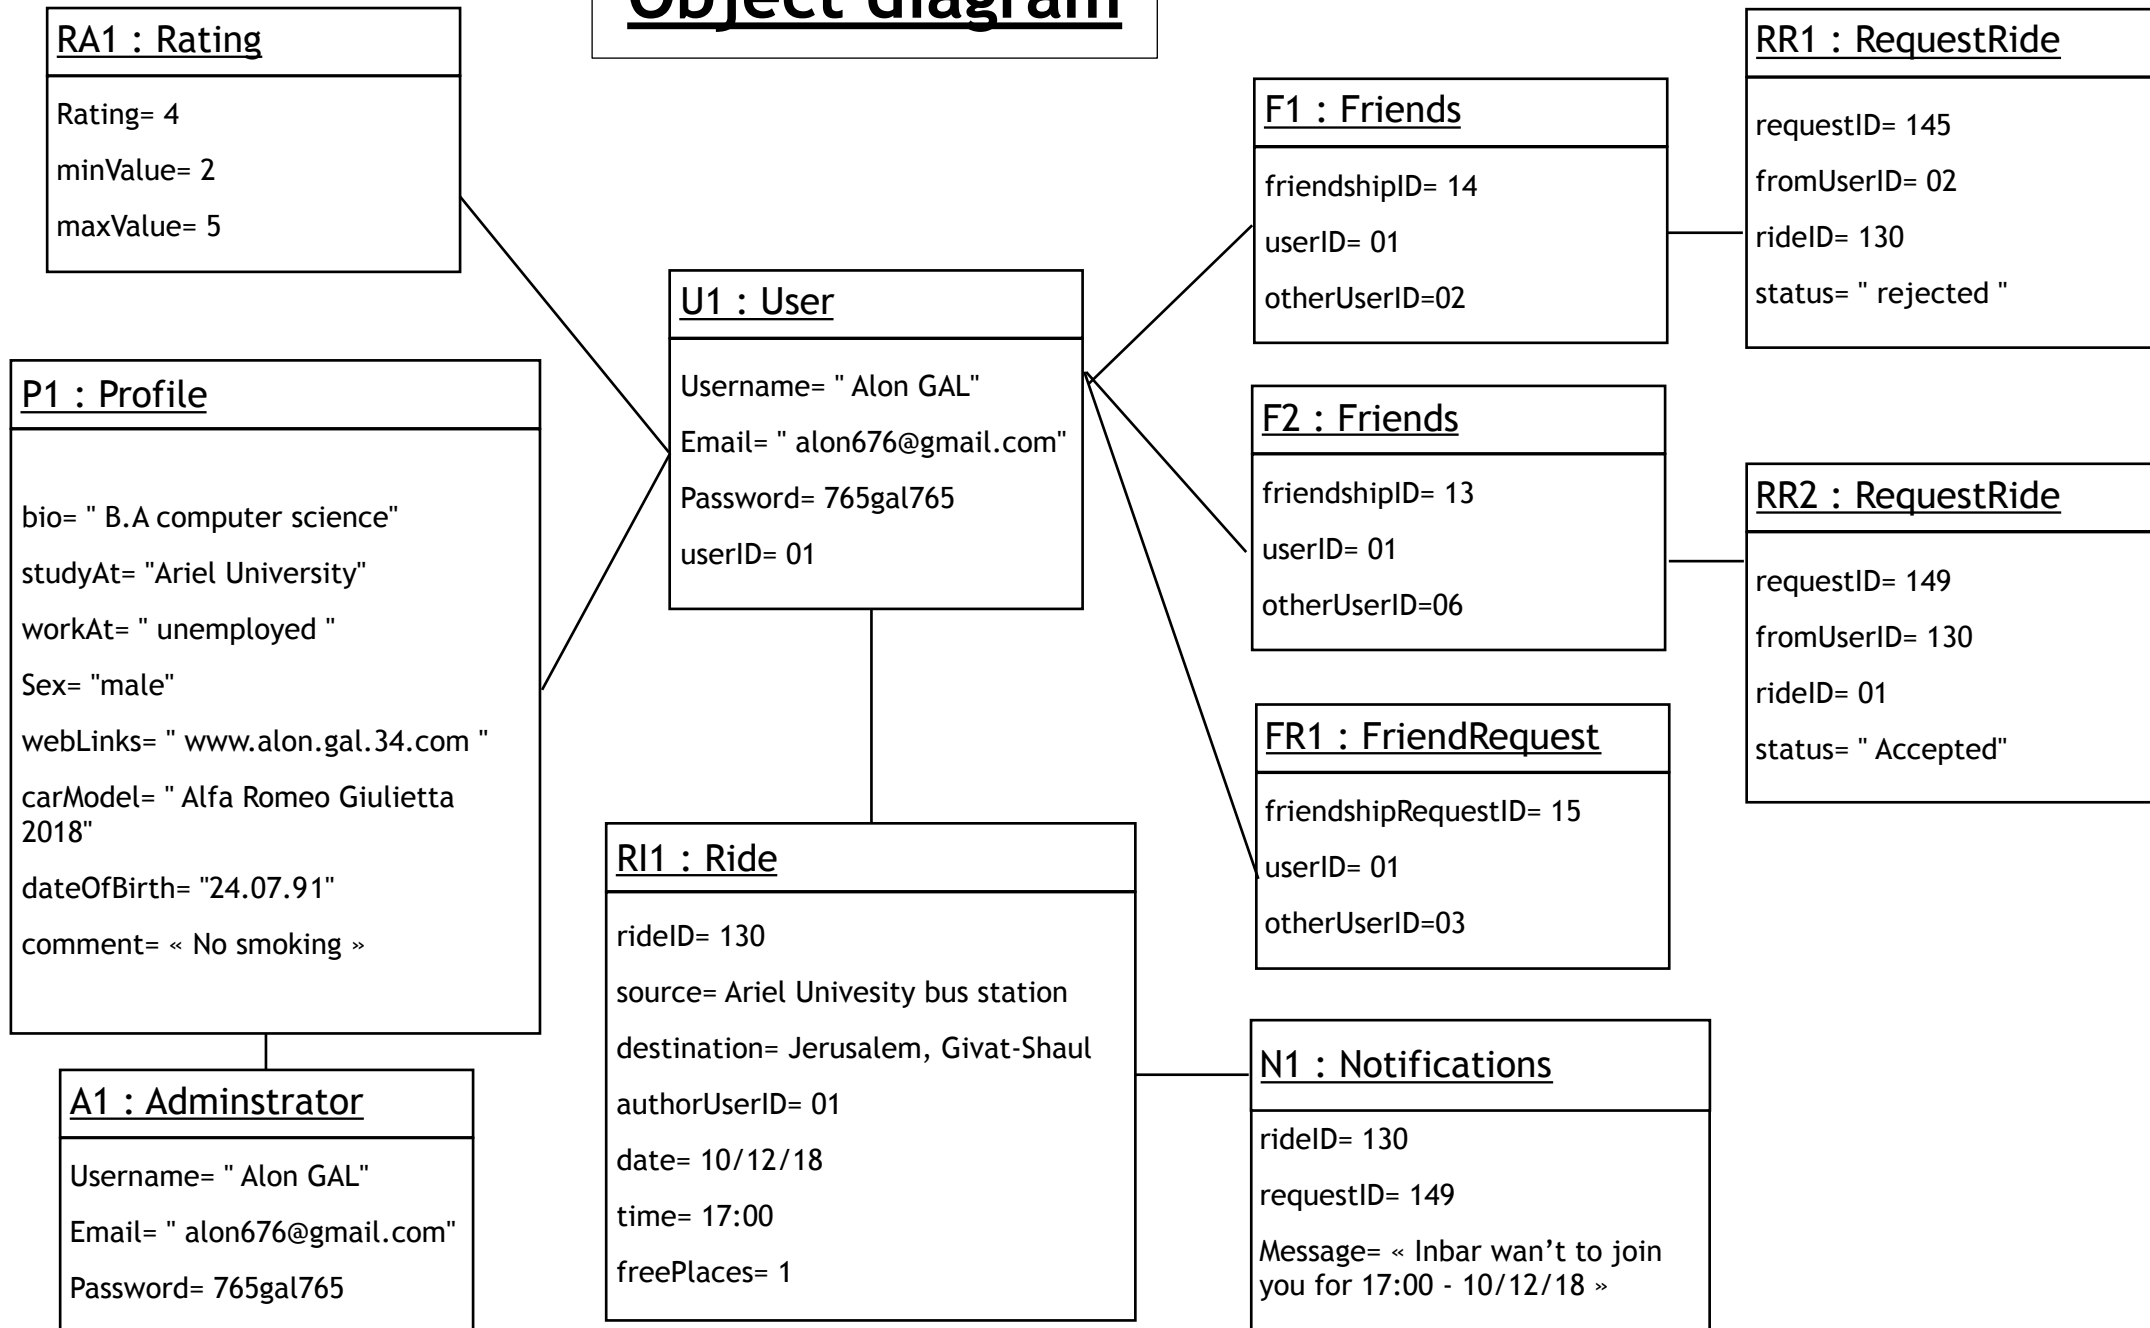 Object diagram
RA1 : Rating
Rating= 4
minValue= 2
maxValue= 5
P1 : Profile
bio= " B.A computer science"
studyAt= "Ariel University"
workAt= " unemployed "
Sex= "male"
webLinks= " www.alon.gal.34.com "
carModel= " Alfa Romeo Giulietta
2018"
dateOfBirth= "24.07.91"
comment= « No smoking »
A1 : Adminstrator
Username= " Alon GAL"
Email= " alon676@gmail.com"
Password= 765gal765
U1 : User
Username= " Alon GAL"
Email= " alon676@gmail.com"
Password= 765gal765
userID= 01
RI1 : Ride
rideID= 130
source= Ariel Univesity bus station
destination= Jerusalem, Givat-Shaul
authorUserID= 01
date= 10/12/18
time= 17:00
freePlaces= 1
F1 : Friends
friendshipID= 14
userID= 01
otherUserID=02
F2 : Friends
friendshipID= 13
userID= 01
otherUserID=06
FR1 : FriendRequest
friendshipRequestID= 15
userID= 01
otherUserID=03
N1 : Notifications
rideID= 130
requestID= 149
Message= « Inbar wan’t to join
you for 17:00 - 10/12/18 »
RR1 : RequestRide
requestID= 145
fromUserID= 02
rideID= 130
status= " rejected "
RR2 : RequestRide
requestID= 149
fromUserID= 130
rideID= 01
status= " Accepted"